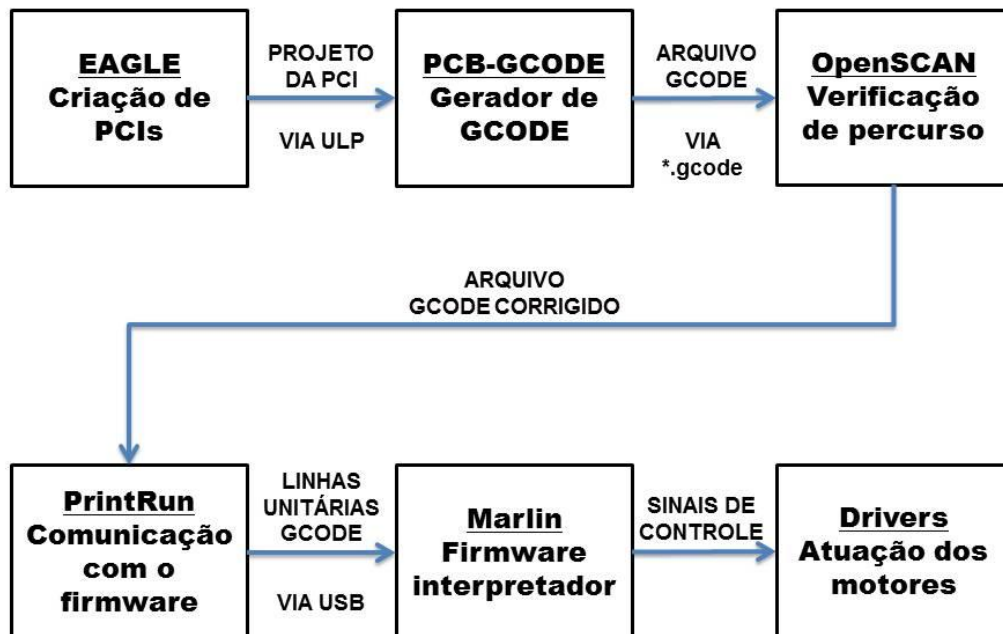 EAGLE
Criação de
PCIs
PROJETO
DA PCI
VIA ULP
PCB-GCODE
Gerador de
GCODE
ARQUIVO
GCODE
VIA
*.gcode
OpenSCAN
Verificação
de percurso
ARQUIVO
GCODE CORRIGIDO
PrintRun
Comunicação
com o
firmware
LINHAS
UNITÁRIAS
GCODE
VIA USB
Marlin
Firmware
interpretador
SINAIS DE
CONTROLE
Drivers
Atuação dos
motores